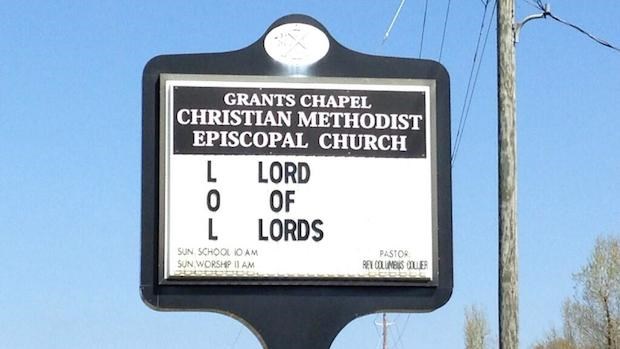 GRANTS CHAPEL
CHRISTIAN METHODIST
EPISCOPAL CHURCH
L LORD
O OF
L LORDS
SUN SCHOOL 10 AM
SUN WORSHIP 11 AM
PASTOR
REV COLUMBUS COLLIER